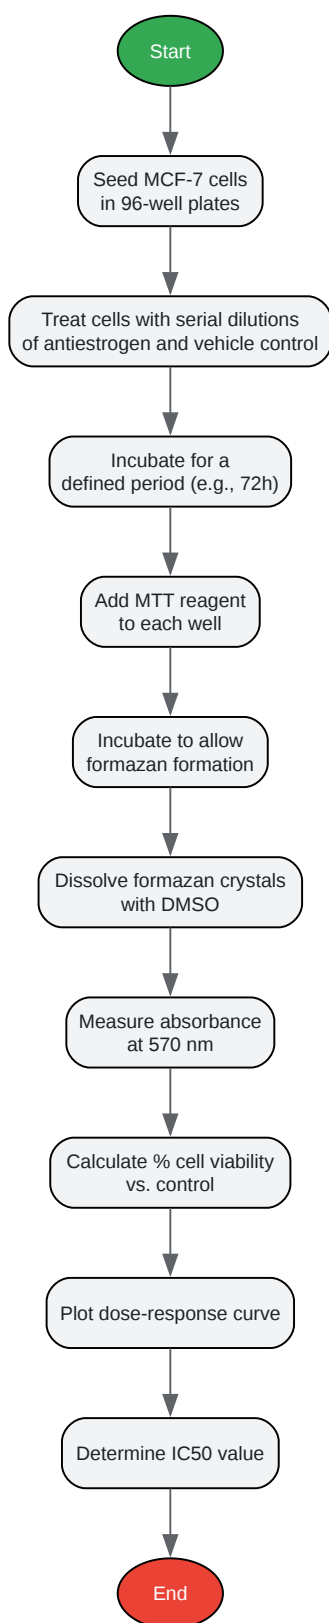 Start
Seed MCF-7 cells
in 96-well plates
Treat cells with serial dilutions
of antiestrogen and vehicle control
Incubate for a
defined period (e.g., 72h)
Add MTT reagent
to each well
Incubate to allow
formazan formation
Dissolve formazan crystals
with DMSO
Measure absorbance
at 570 nm
Calculate % cell viability
vs. control
Plot dose-response curve
Determine IC50 value
End